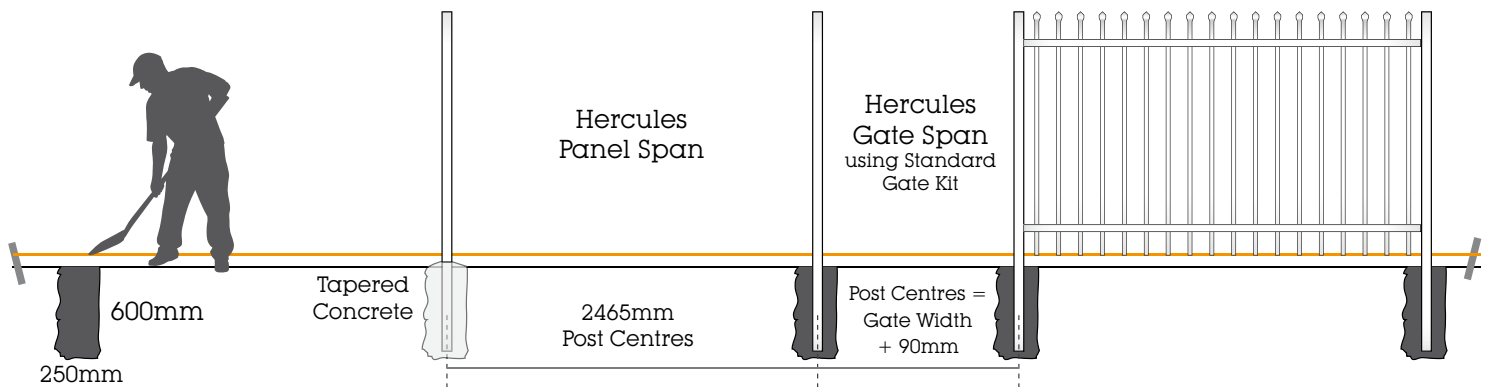 Hercules
Panel Span
Hercules
Gate Span
using Standard
Gate Kit
600mm
250mm
Tapered
Concrete
2465mm
Post Centres
Post Centres =
Gate Width
+ 90mm